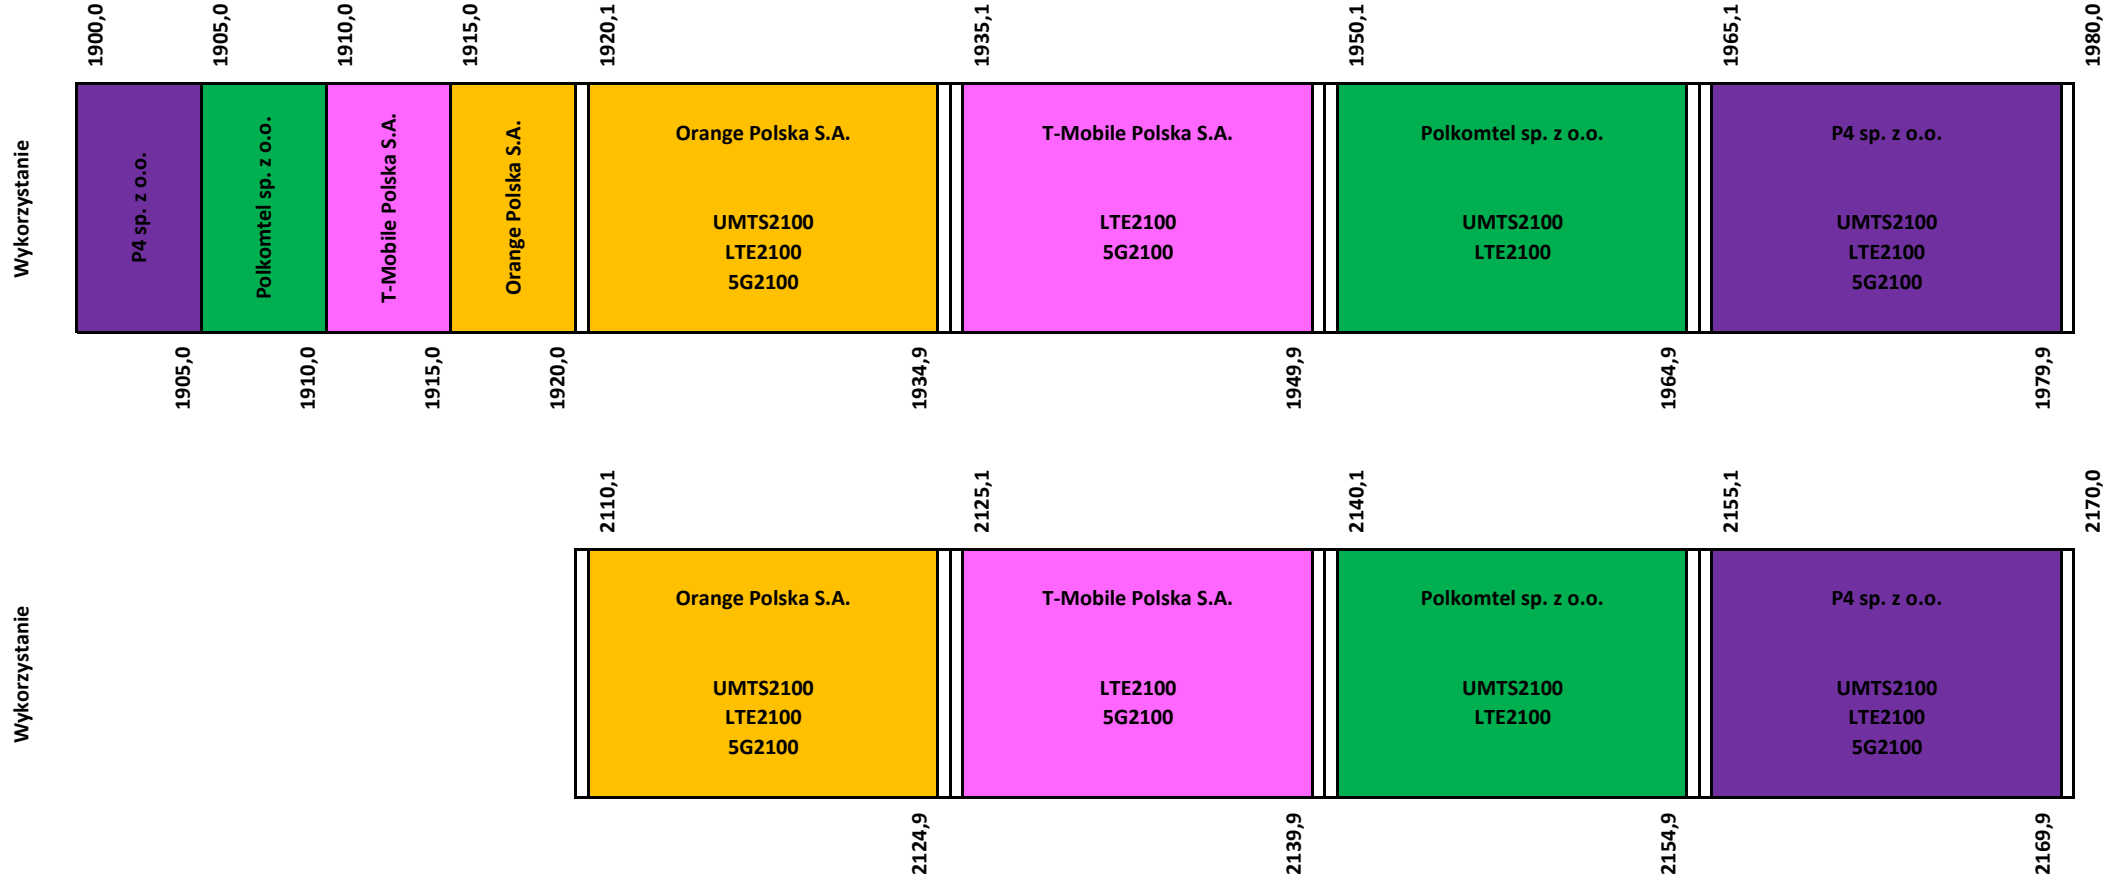 1900,0
1905,0
1910,0
1915,0
1920,1
1935,1
1950,1
1965,1
1980,0
Wykorzystanie
P4 sp. z o.o.
Polkomtel sp. z o.o.
T-Mobile Polska S.A.
Orange Polska S.A.
Orange Polska S.A.
UMTS2100
LTE2100
5G2100
T-Mobile Polska S.A.
LTE2100
5G2100
Polkomtel sp. z o.o.
UMTS2100
LTE2100
P4 sp. z o.o.
UMTS2100
LTE2100
5G2100
1905,0
1910,0
1915,0
1920,0
1934,9
1949,9
1964,9
1979,9
2110,1
2125,1
2140,1
2155,1
2170,0
Wykorzystanie
Orange Polska S.A.
UMTS2100
LTE2100
5G2100
T-Mobile Polska S.A.
LTE2100
5G2100
Polkomtel sp. z o.o.
UMTS2100
LTE2100
P4 sp. z o.o.
UMTS2100
LTE2100
5G2100
2124,9
2139,9
2154,9
2169,9